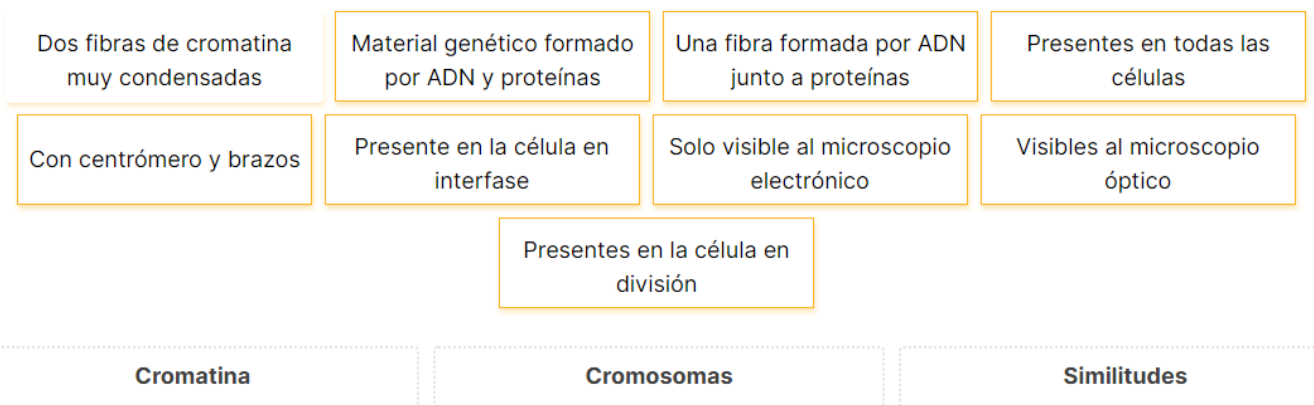 Dos fibras de cromatina
muy condensadas
Material genético formado
por ADN y proteínas
Una fibra formada por ADN
junto a proteínas
Presentes en todas las
células
Con centrómero y brazos
Presente en la célula en
interfase
Solo visible al microscopio
electrónico
Visibles al microscopio
óptico
Presentes en la célula en
división
Cromatina
Cromosomas
Similitudes